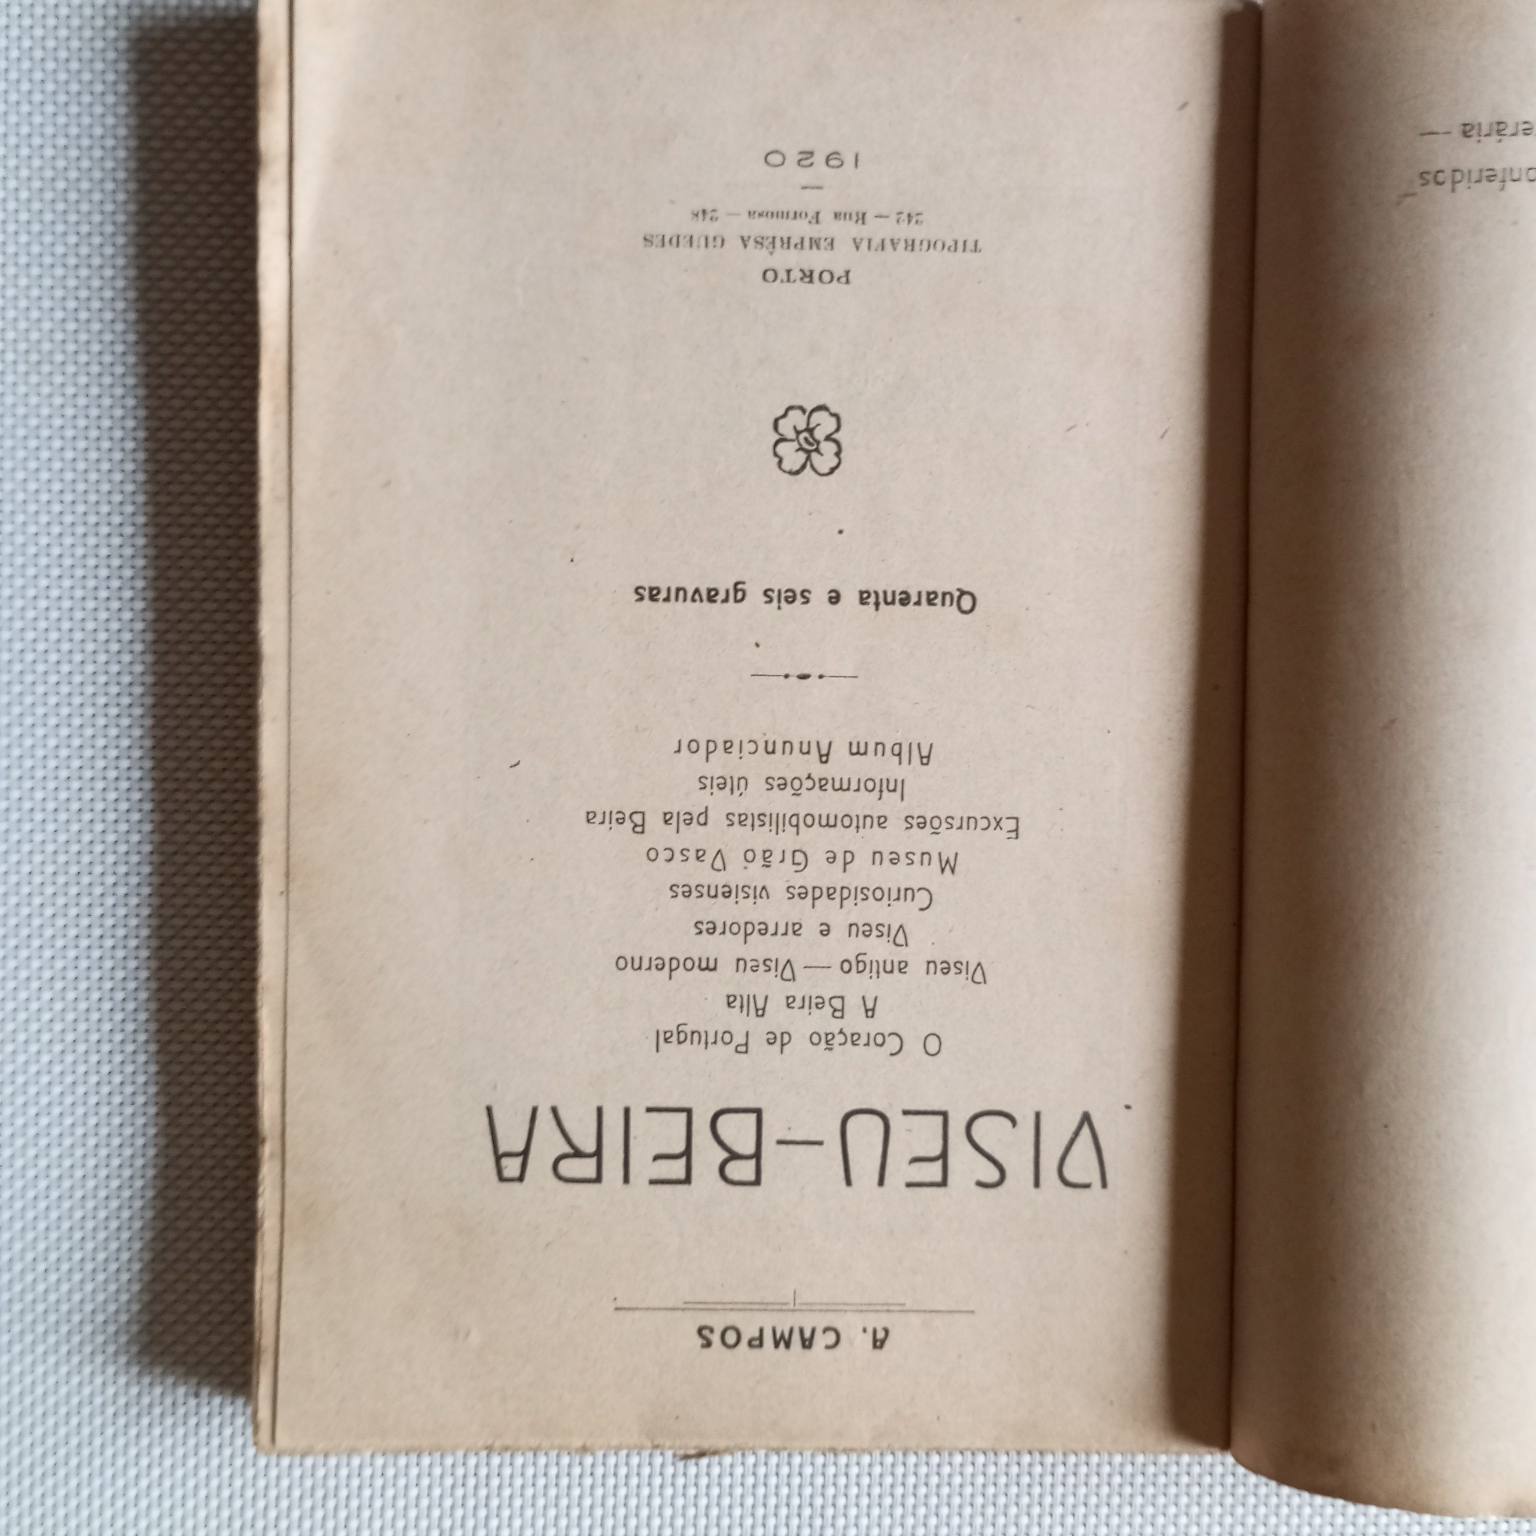 A. CAMPOS
VISEU—BEIRA
O Coração de Portugal
A Beira Alta
Viseu antigo — Viseu moderno
Viseu e arredores
Curiosidades visienses
Museu de Grão Vasco
Excursões automobilistas pela Beira
Informações úteis
Album Anunciador
Quarenta e seis gravuras
PORTO
TIPOGRAFIA EMPRÊSA GUEDES
242 — Rua Formosa — 248
—
1920